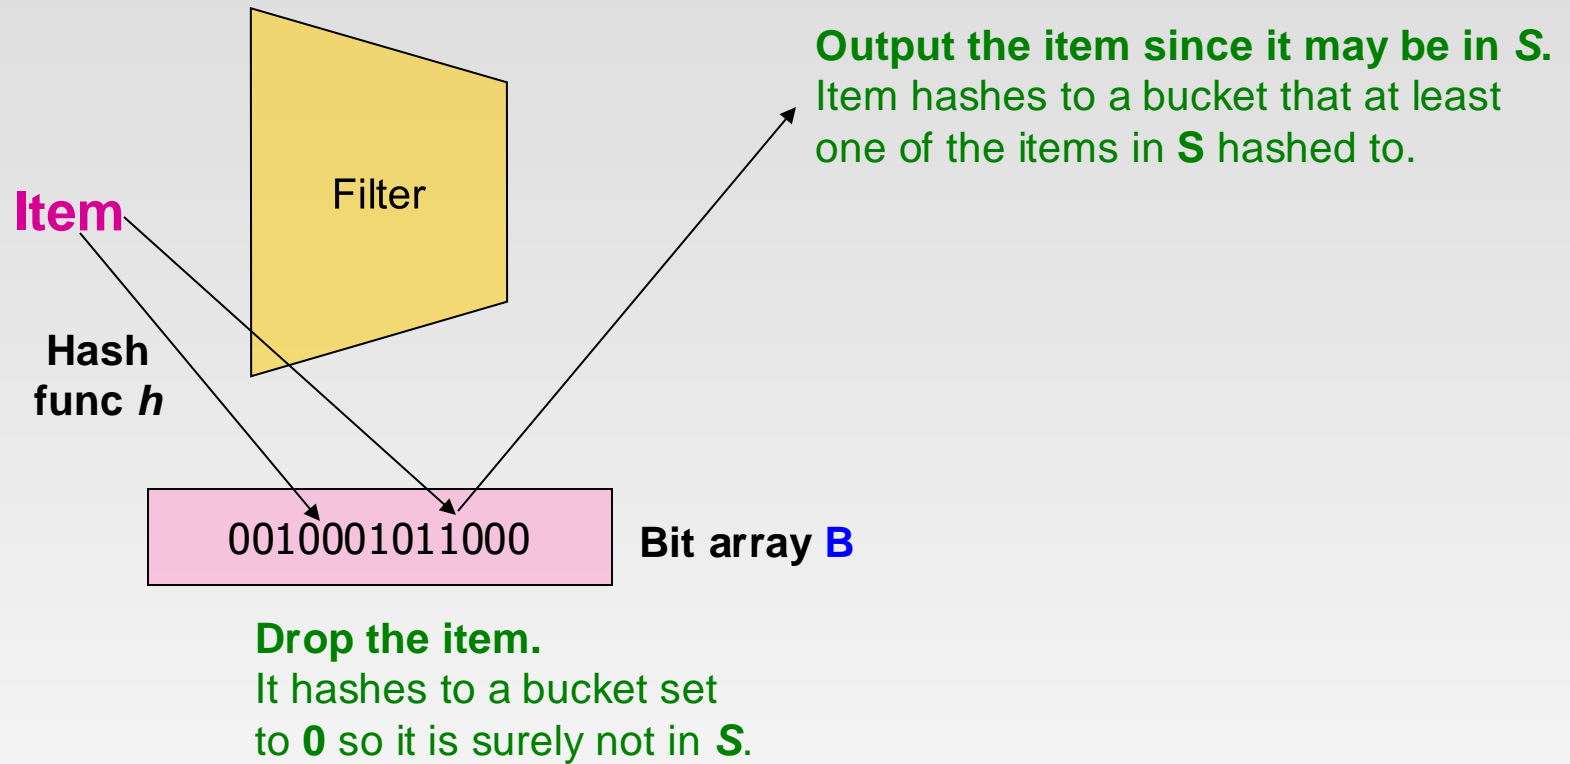 Output the item since it may be in S.
Item hashes to a bucket that at least
one of the items in S hashed to.
Filter
Item
Hash
func h
0010001011000
Bit array B
Drop the item.
It hashes to a bucket set
to 0 so it is surely not in S.